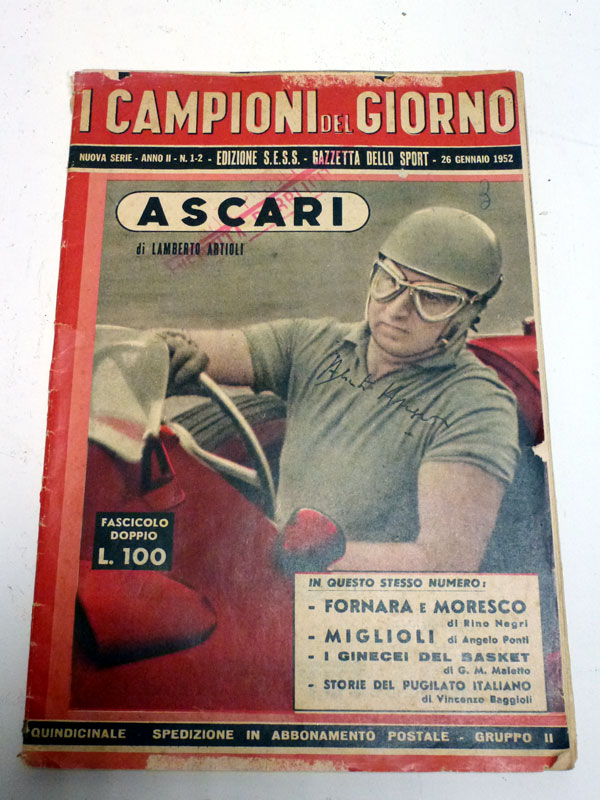 I CAMPIONI DEL GIORNO
NUOVA SERIE - ANNO II - N. 1-2 - EDIZIONE S.E.S.S. - GAZZETTA DELLO SPORT - 26 GENNAIO 1952
ASCARI
di LAMBERTO ARTIOLI
FASCICOLO
DOPPIO
L. 100
IN QUESTO STESSO NUMERO:
- FORNARA E MORESCO
di Rino Negri
- MIGLIOLI di Angelo Ponti
- I GINECEI DEL BASKET
di G. M. Maletto
- STORIE DEL PUGILATO ITALIANO
di Vincenzo Baggioli
QUINDICINALE - SPEDIZIONE IN ABBONAMENTO POSTALE - GRUPPO II